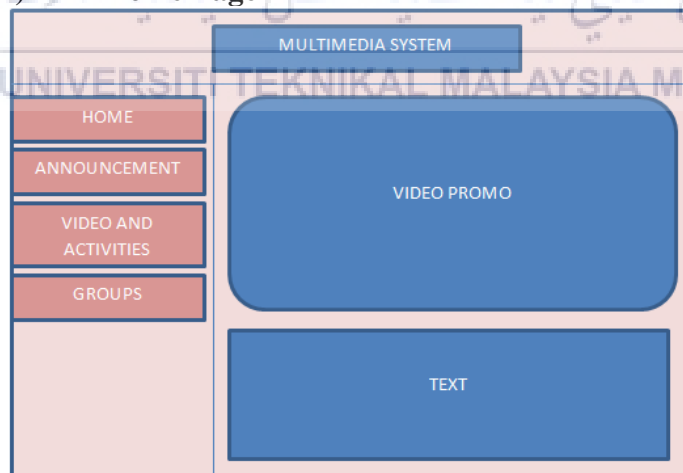 MULTIMEDIA SYSTEM
UNIVERSITI TEKNIKAL MALAYSIA
HOME
ANNOUNCEMENT
VIDEO AND
ACTIVITIES
GROUPS
VIDEO PROMO
TEXT